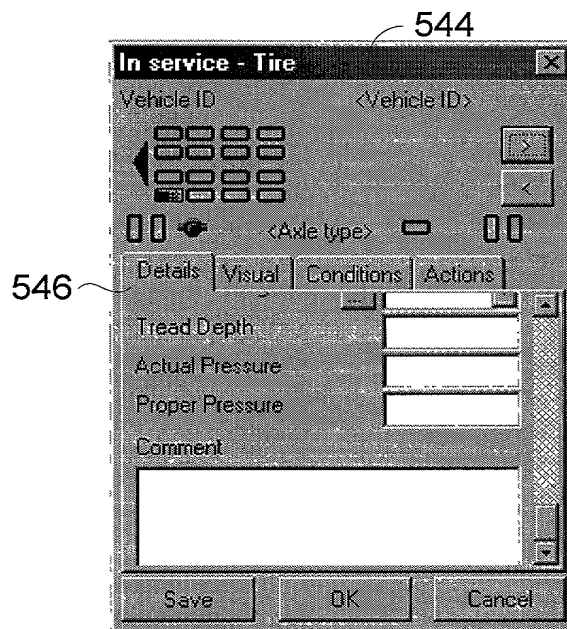 544
In service - Tire
Vehicle ID <Vehicle ID>
>
<
<Axle type>
546
Details Visual Conditions Actions
...
Tread Depth
Actual Pressure
Proper Pressure
Comment
Save OK Cancel